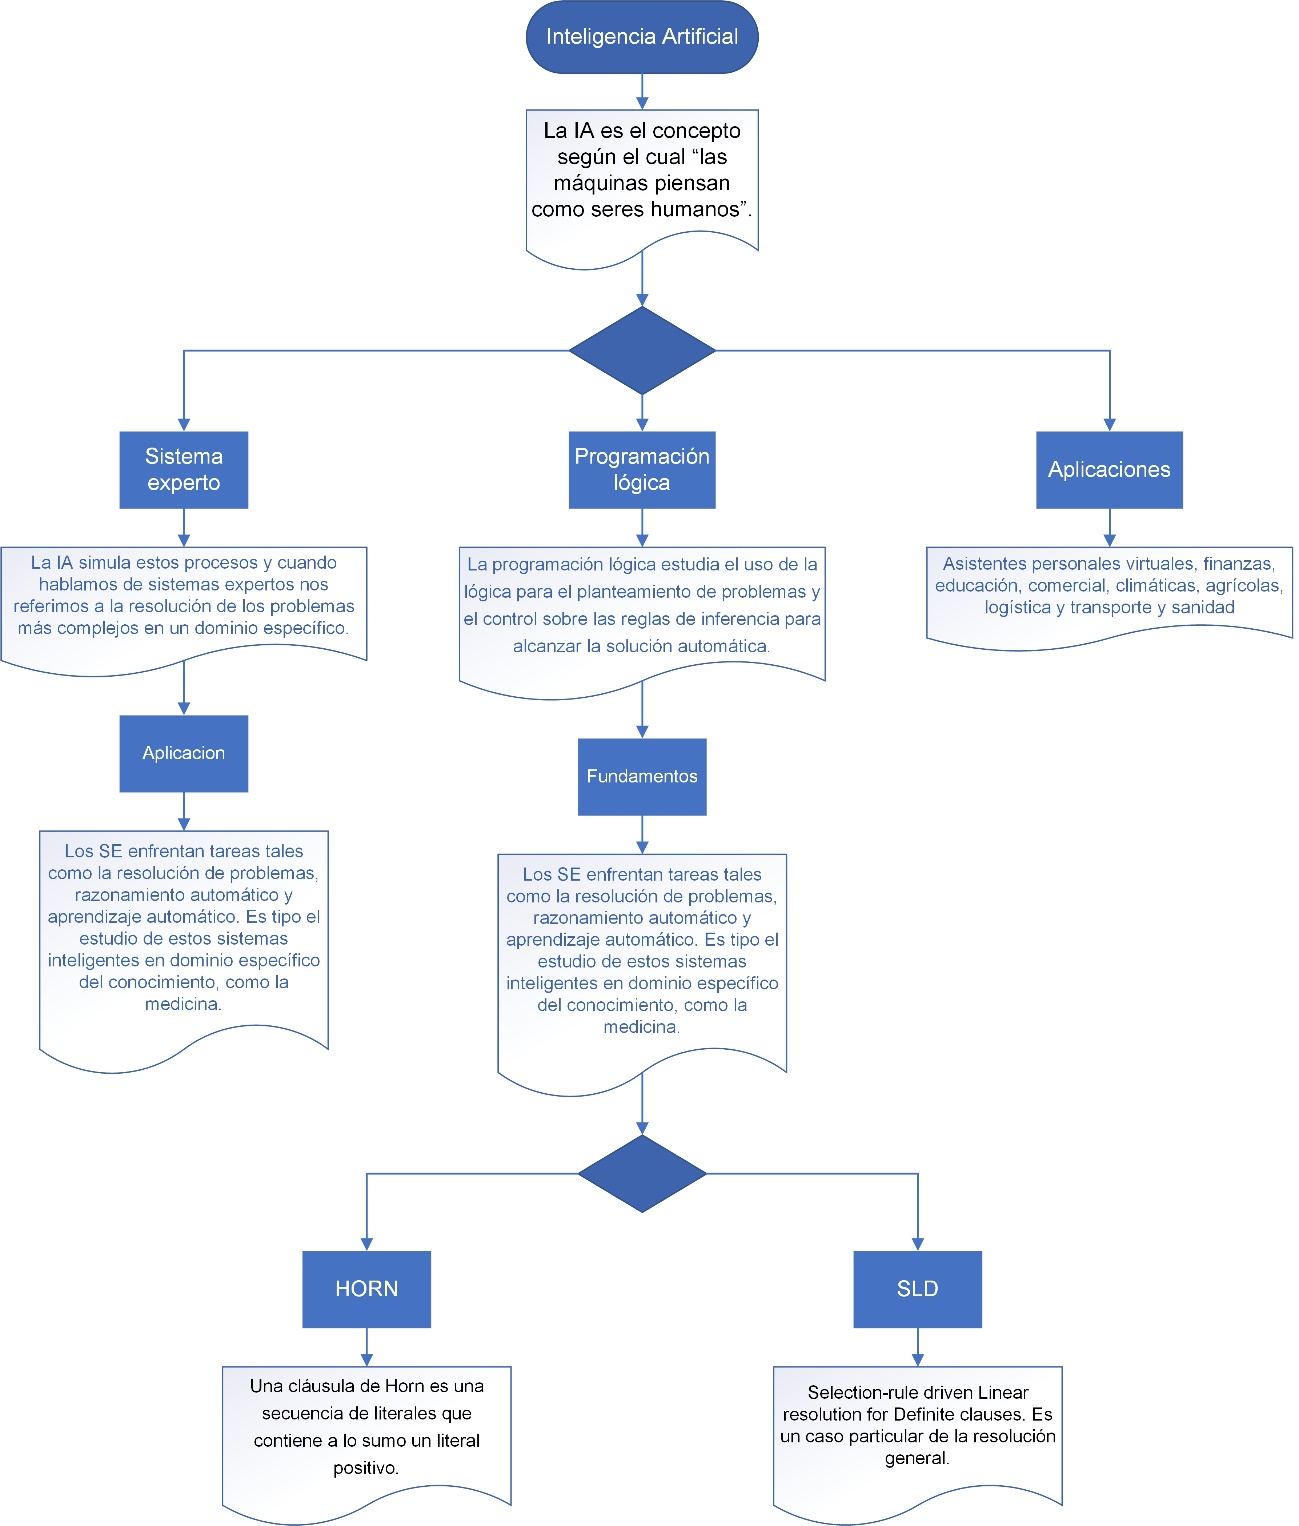 Inteligencia Artificial
La IA es el concepto
según el cual “las
máquinas piensan
como seres humanos”.
Sistema
experto
Programación
lógica
Aplicaciones
La IA simula estos procesos y cuando
hablamos de sistemas expertos nos
referimos a la resolución de los problemas
más complejos en un dominio específico.
La programación lógica estudia el uso de la
lógica para el planteamiento de problemas y
el control sobre las reglas de inferencia para
alcanzar la solución automática.
Asistentes personales virtuales, finanzas,
educación, comercial, climáticas, agrícolas,
logística y transporte y sanidad
Aplicacion
Fundamentos
Los SE enfrentan tareas tales
como la resolución de problemas,
razonamiento automático y
aprendizaje automático. Es tipo el
estudio de estos sistemas
inteligentes en dominio específico
del conocimiento, como la
medicina.
Los SE enfrentan tareas tales
como la resolución de problemas,
razonamiento automático y
aprendizaje automático. Es tipo el
estudio de estos sistemas
inteligentes en dominio específico
del conocimiento, como la
medicina.
HORN
SLD
Una cláusula de Horn es una
secuencia de literales que
contiene a lo sumo un literal
positivo.
Selection-rule driven Linear
resolution for Definite clauses. Es
un caso particular de la resolución
general.